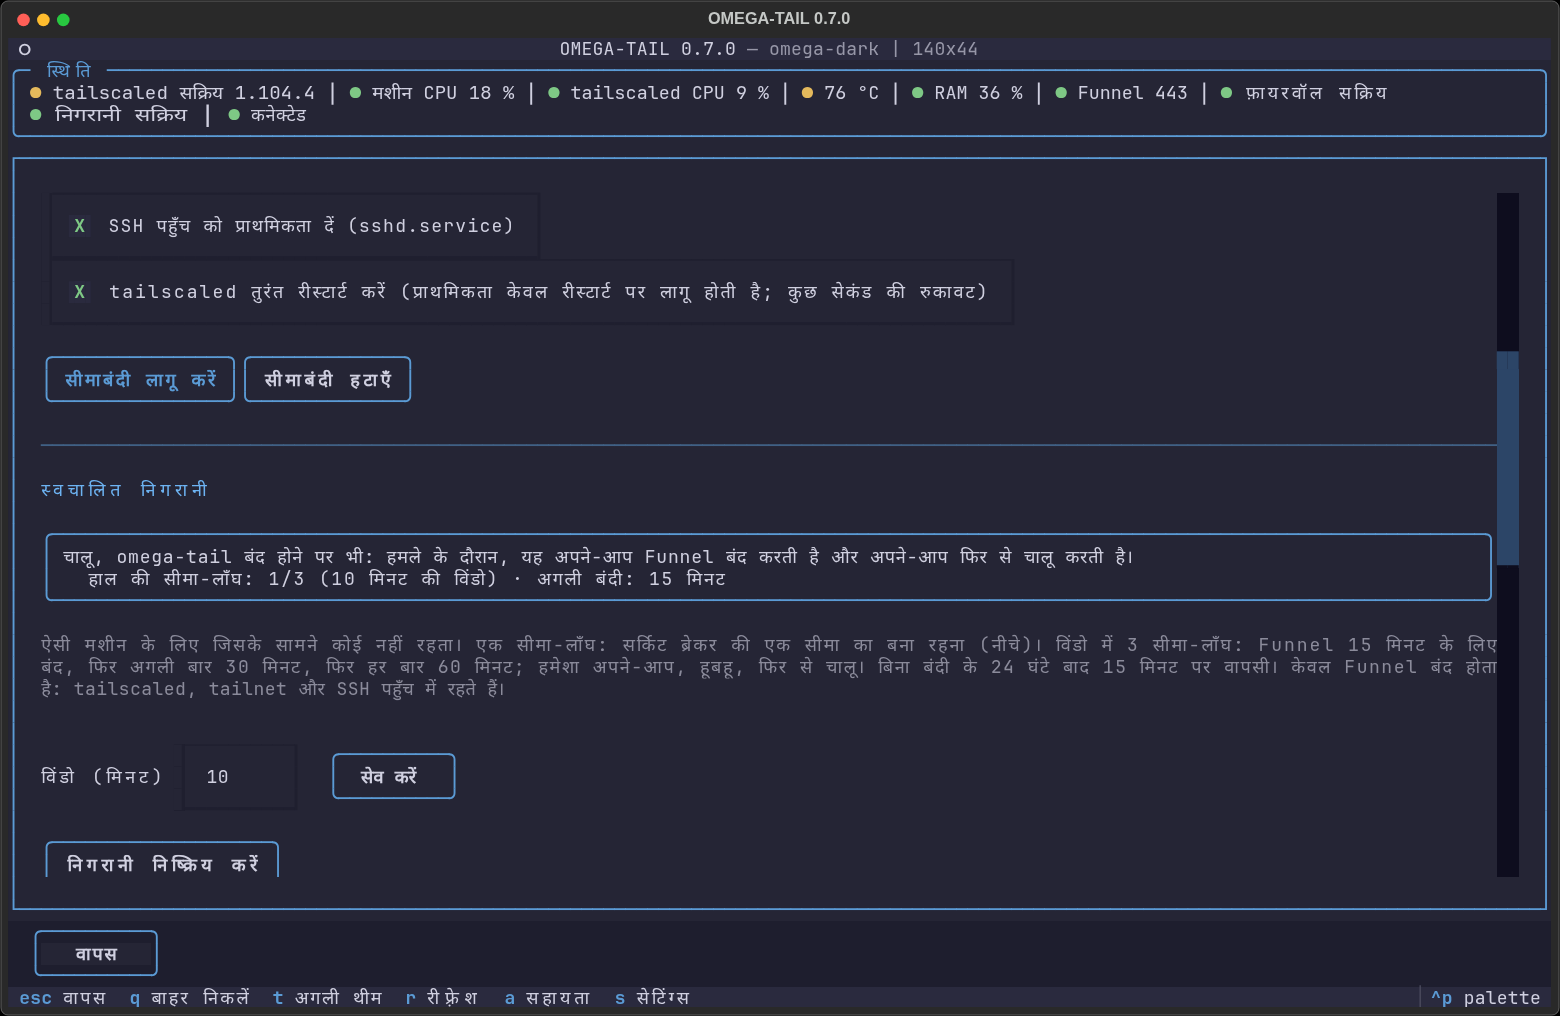 OMEGA-TAIL 0.7.0
OMEGA-TAIL 0.7.0 — omega-dark | 140x44
स्थिति
tailscaled सक्रिय 1.104.4 | मशीन CPU 18 % | tailscaled CPU 9 % | 76 °C | RAM 36 % | Funnel 443 | फ़ायरवॉल सक्रिय
निगरानी सक्रिय | कनेक्टेड
X SSH पहुँच को प्राथमिकता दें (sshd.service)
X tailscaled तुरंत रीस्टार्ट करें (प्राथमिकता केवल रीस्टार्ट पर लागू होती है; कुछ सेकंड की रुकावट)
सीमाबंदी लागू करें सीमाबंदी हटाएँ
स्वचालित निगरानी
चालू, omega-tail बंद होने पर भी: हमले के दौरान, यह अपने-आप Funnel बंद करती है और अपने-आप फिर से चालू करती है।
हाल की सीमा-लाँघ: 1/3 (10 मिनट की विंडो) · अगली बंदी: 15 मिनट
ऐसी मशीन के लिए जिसके सामने कोई नहीं रहता। एक सीमा-लाँघ: सर्किट ब्रेकर की एक सीमा का बना रहना (नीचे)। विंडो में 3 सीमा-लाँघ: Funnel 15 मिनट के लिए
बंद, फिर अगली बार 30 मिनट, फिर हर बार 60 मिनट; हमेशा अपने-आप, हूबहू, फिर से चालू। बिना बंदी के 24 घंटे बाद 15 मिनट पर वापसी। केवल Funnel बंद होता
है: tailscaled, tailnet और SSH पहुँच में रहते हैं।
विंडो (मिनट) 10 सेव करें
निगरानी निष्क्रिय करें
वापस
esc वापस q बाहर निकलें t अगली थीम r रीफ़्रेश a सहायता s सेटिंग्स ^p palette